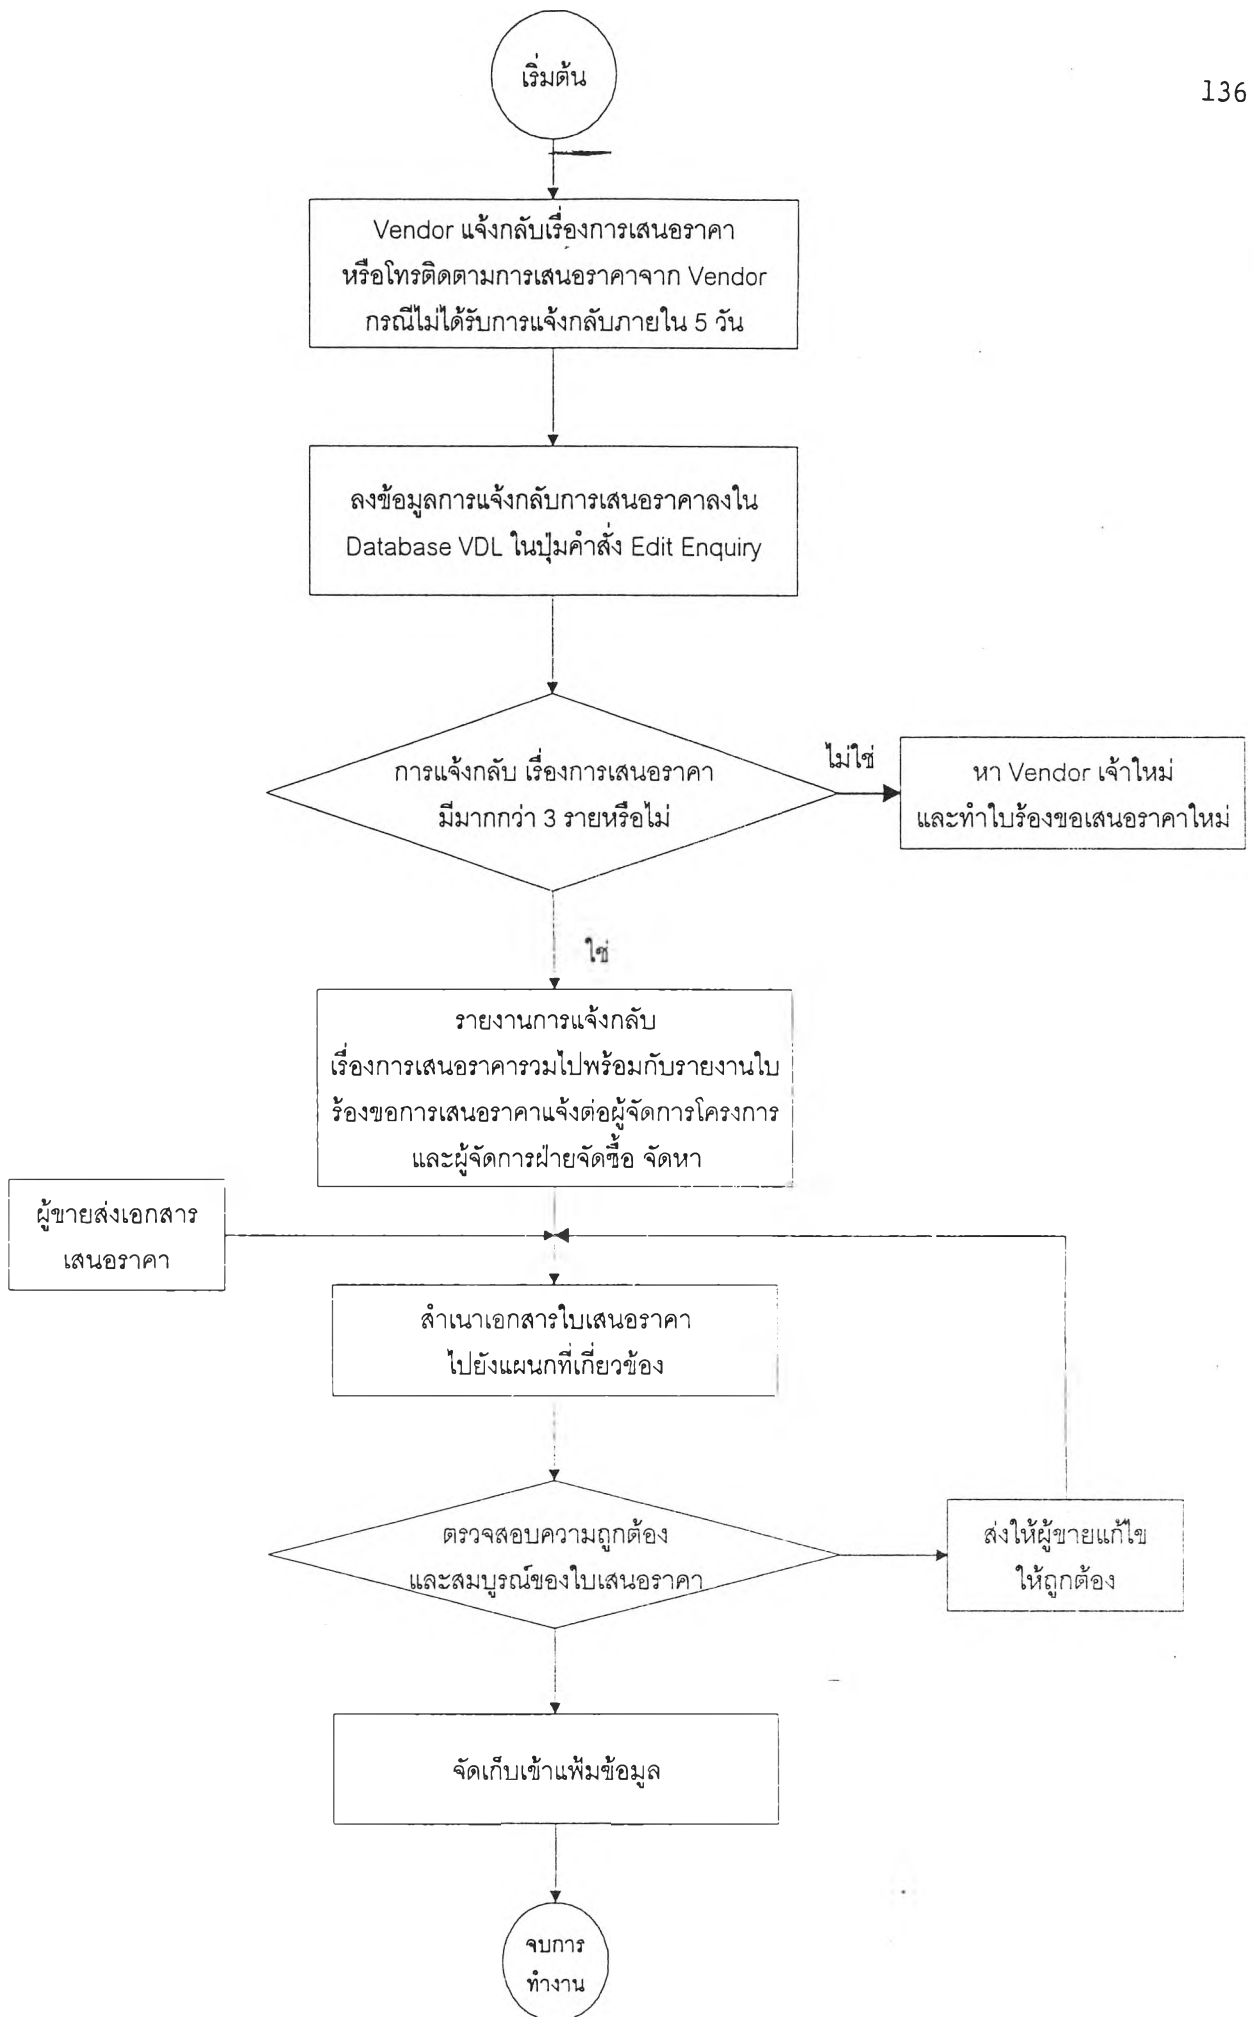 เริ่มต้น
136
Vendor แจ้งกลับเรื่องการเสนอราคา
หรือโทรติดตามการเสนอราคาจาก Vendor
กรณีไม่ได้รับการแจ้งกลับภายใน 5 วัน
ลงข้อมูลการแจ้งกลับการเสนอราคาลงใน
Database VDL ในปุ่มคำสั่ง Edit Enquiry
การแจ้งกลับ เรื่องการเสนอราคา
มีมากกว่า 3 รายหรือไม่
ไม่ใช่
หา Vendor เจ้าใหม่
และทำใบร้องขอเสนอราคาใหม่
ใช่
รายงานการแจ้งกลับ
เรื่องการเสนอราคารวมไปพร้อมกับรายงานใบ
ร้องขอการเสนอราคาแจ้งต่อผู้จัดการโครงการ
และผู้จัดการฝ่ายจัดซื้อ จัดหา
ผู้ขายส่งเอกสาร
เสนอราคา
สำเนาเอกสารใบเสนอราคา
ไปยังแผนกที่เกี่ยวข้อง
ตรวจสอบความถูกต้อง
และสมบูรณ์ของใบเสนอราคา
ส่งให้ผู้ขายแก้ไข
ให้ถูกต้อง
จัดเก็บเข้าแฟ้มข้อมูล
จบการ
ทำงาน